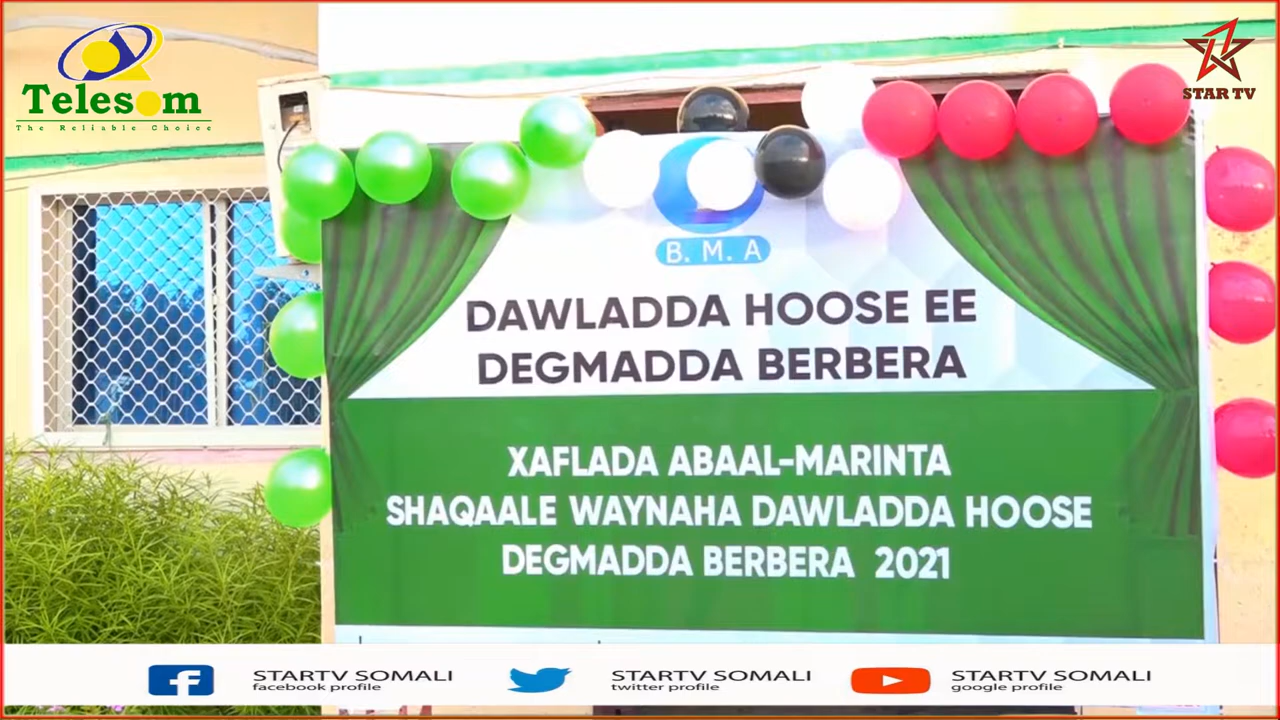 Telesom
The Reliable Choice
STAR TV
B. M. A
DAWLADDA HOOSE EE
DEGMADDA BERBERA
XAFLADA ABAAL-MARINTA
SHAQAALE WAYNAHA DAWLADDA HOOSE
DEGMADDA BERBERA 2021
STARTV SOMALI
facebook profile
STARTV SOMALI
twitter profile
STARTV SOMALI
google profile